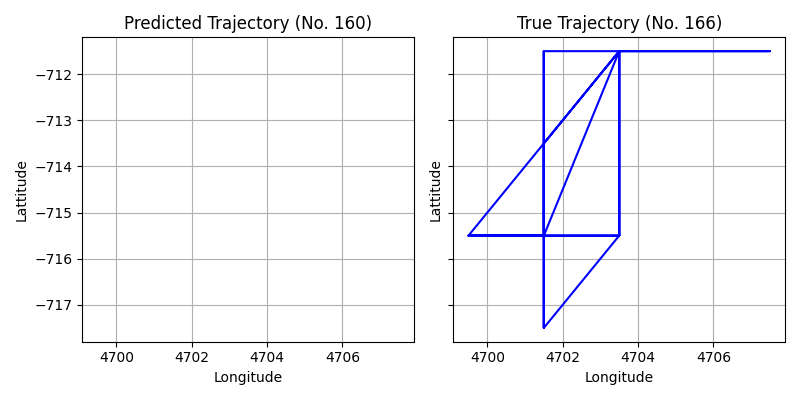 Predicted Trajectory (No. 160)
True Trajectory (No. 166)
Lattitude
−712
−713
−714
−715
−716
−717
4700
4702
4704
4706
Longitude
Lattitude
4700
4702
4704
4706
Longitude